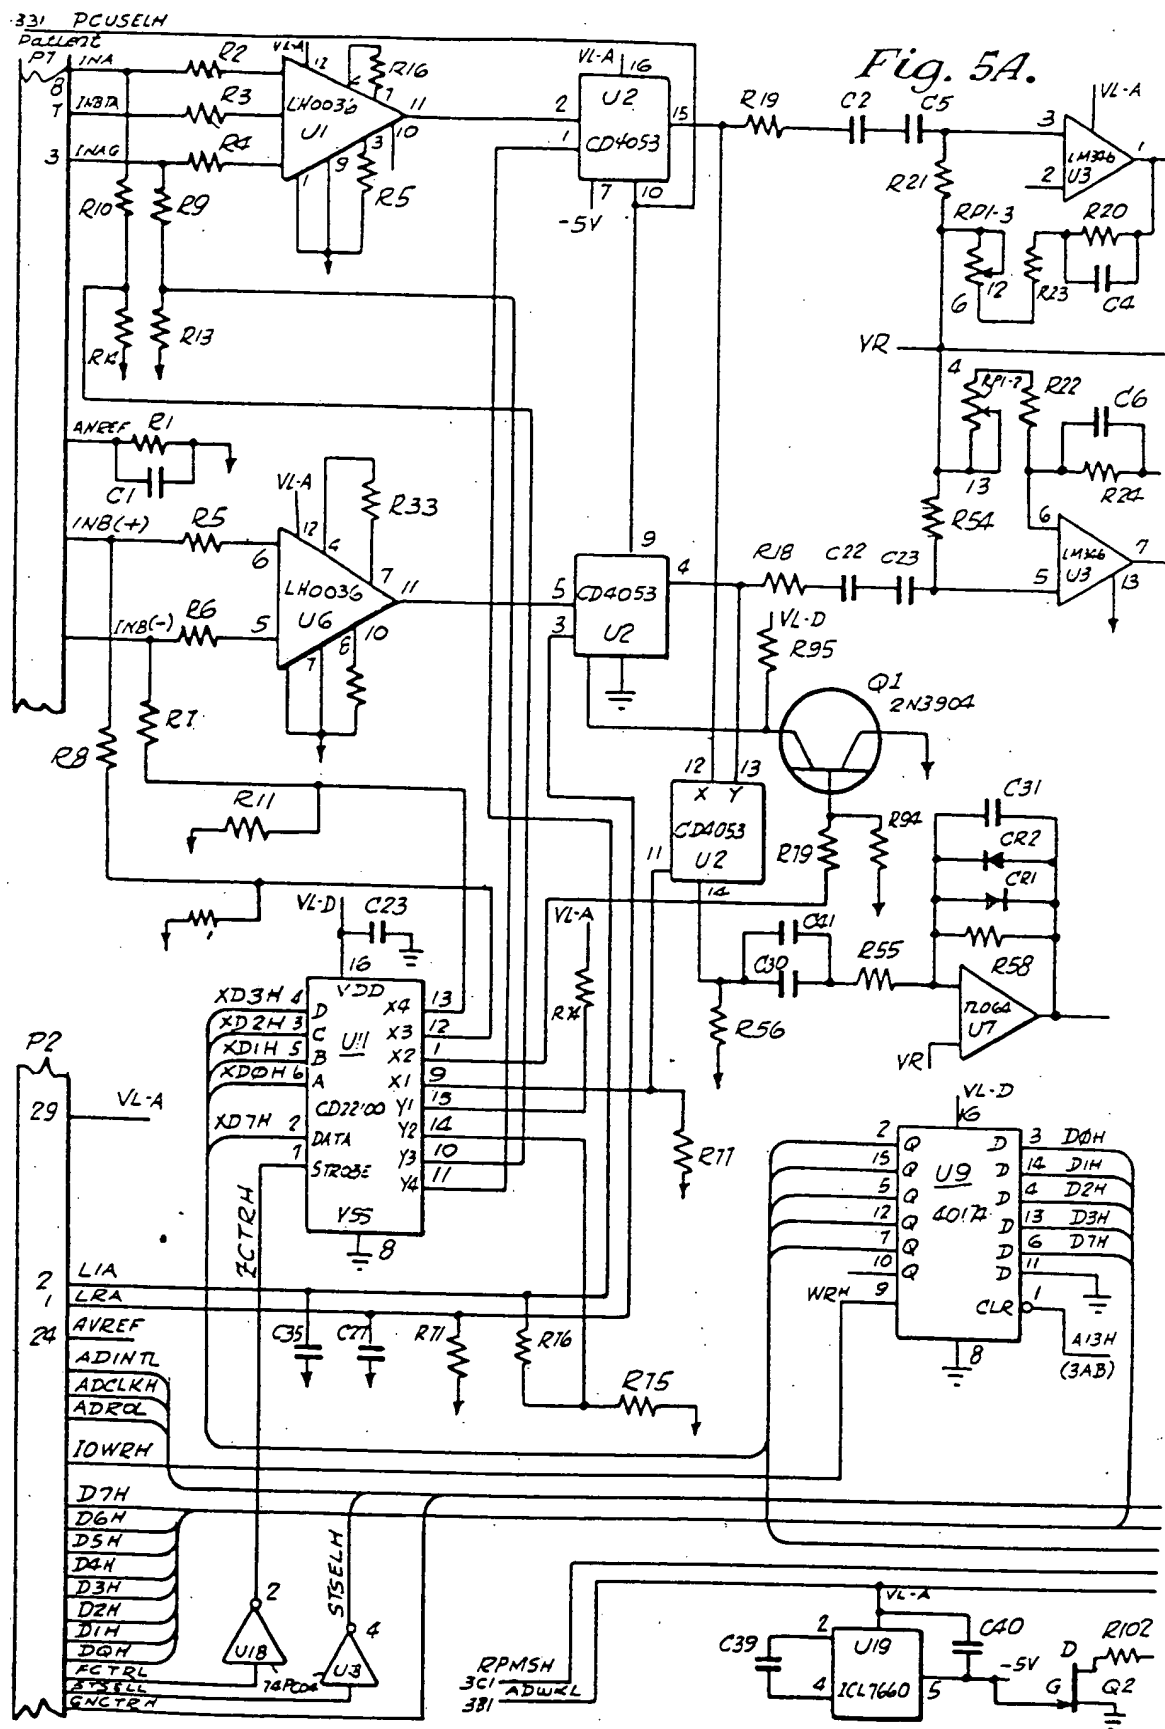 331 PCUSELH
Patient
P1
Fig. 5A.
8 INA R2 VL-A 12 R16 11
7 INBTA R3 LH0036 U1 10
3 INAG R4 1 9 3 R5
VL-A 16
U2
2 15
1 CD4053
7 10
-5V
R19 C2 C5 VL-A
3 1
LM346
2 U3
R21
RP1-3 R20
6 12 R23 C4
R10 R9
R14 R13
VR
4 RP1-2 R22 C6
13 R24
R54
6 7
LM346
5 U3 13
ANREF R1
C1
INB(+) R5 VL-A R33
6 12 4
LH0036 7 11
U6
INB(-) R6 5 10
7 8
R8 R7
R11
9
5 CD4053 4
3 U2
R18 C22 C23
VL-D
R95
Q1
2N3904
12 13
X Y
CD4053
11 U2
14
R79 R94
C31
CR2
CR1
R58
TL064
U7
VR
C41
C30 R55
R56
VL-D C23
16
VL-A
XD3H 4 D VDD X4 13
XD2H 3 C U11 X3 12
XD1H 5 B X2 1
XD0H 6 A X1 9
CD22100 Y1 15
XD7H 2 DATA Y2 14
7 STROBE Y3 10
Y4 11
VSS
8
R77
ZCTRH
P2
29 VL-A
2 L1A
1 LRA
24 AVREF
C35 C27 R71 R76
R75
ADINTL
ADCLKH
ADROL
IOWRH
D7H
D6H
D5H
D4H
D3H
D2H
D1H
D0H
FCTRL
STSELL
GNCTRH
2
U18
74PC04
STSELH
4
VL-D
2 Q D 3 D0H
15 Q U9 D 14 D1H
5 Q D 4 D2H
12 Q D 13 D3H
7 Q D 6 D7H
10 Q D 11
WRH 9 CLR 1
8
A13H
(3AB)
RPMSH
3C1
ADWRL
3B1
VL-A
C39 2 U19 C40
4 ICL7660 5 -5V
D R102
G Q2